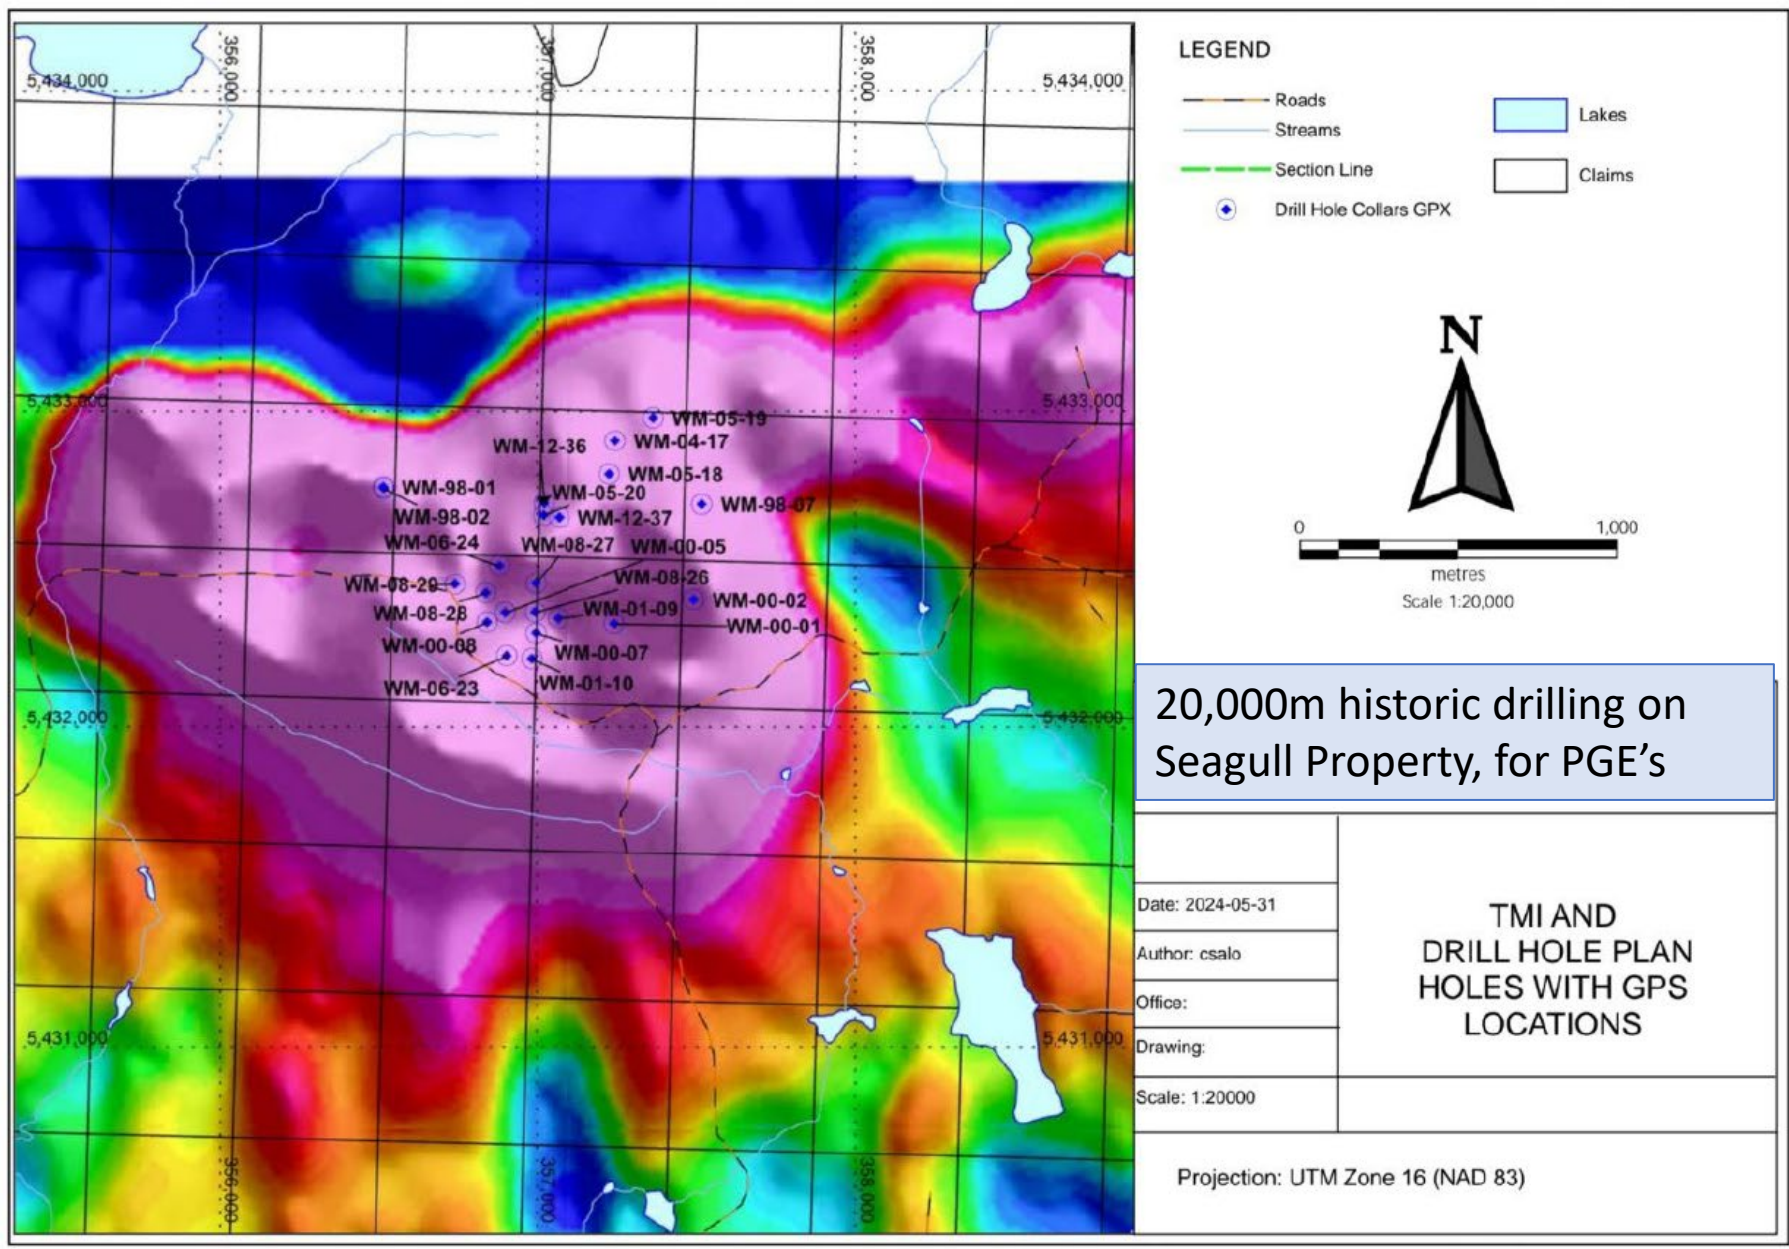 356,000
357,000
358,000
5,434,000
5,434,000
5,433,000
5,433,000
WM-05-19
WM-12-36
WM-04-17
WM-05-18
WM-98-01
WM-05-20
WM-98-07
WM-98-02
WM-12-37
WM-06-24
WM-08-27
WM-00-05
WM-08-29
WM-08-26
WM-00-02
WM-08-28
WM-01-09
WM-00-01
WM-00-08
WM-00-07
WM-06-23
WM-01-10
5,432,000
5,432,000
5,431,000
5,431,000
356,000
357,000
358,000
LEGEND
Roads
Streams
Section Line
Drill Hole Collars GPX
Lakes
Claims
N
0
1,000
metres
Scale 1:20,000
20,000m historic drilling on
Seagull Property, for PGE’s
Date: 2024-05-31
Author: csalo
Office:
Drawing:
Scale: 1:20000
TMI AND
DRILL HOLE PLAN
HOLES WITH GPS
LOCATIONS
Projection: UTM Zone 16 (NAD 83)